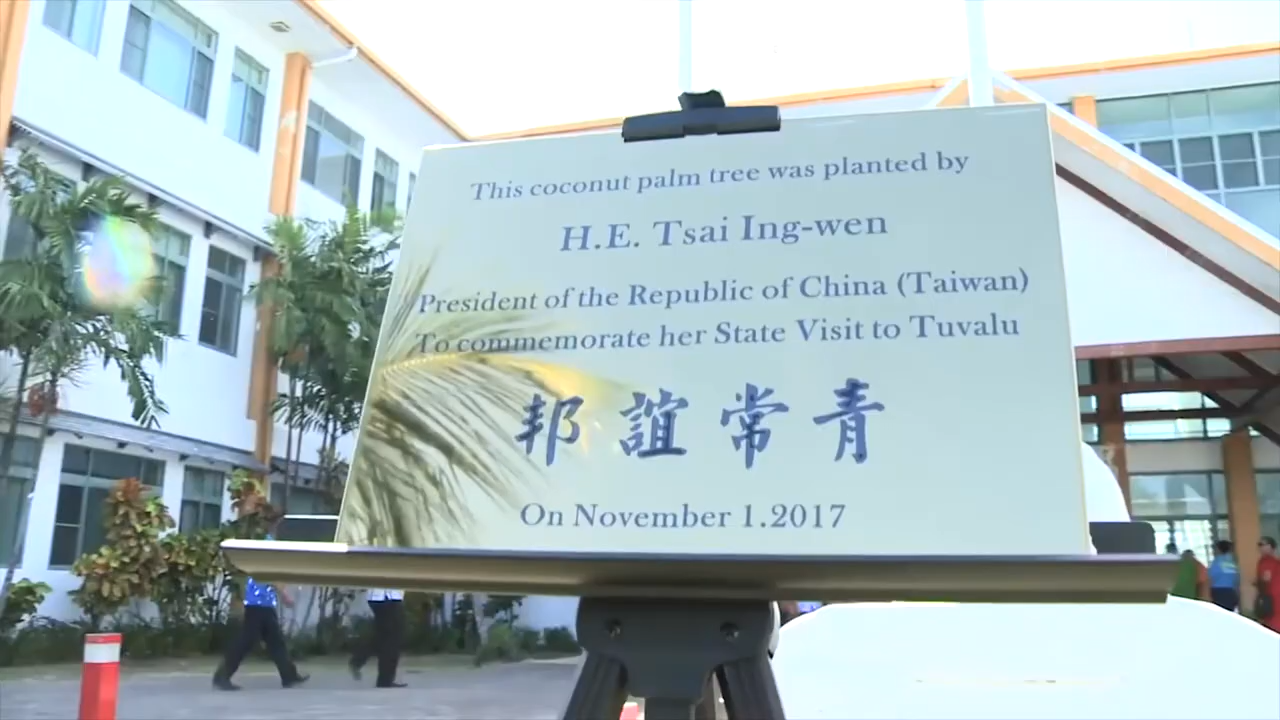 This coconut palm tree was planted by
H.E. Tsai Ing-wen
President of the Republic of China (Taiwan)
To commemorate her State Visit to Tuvalu
邦誼常青
On November 1.2017